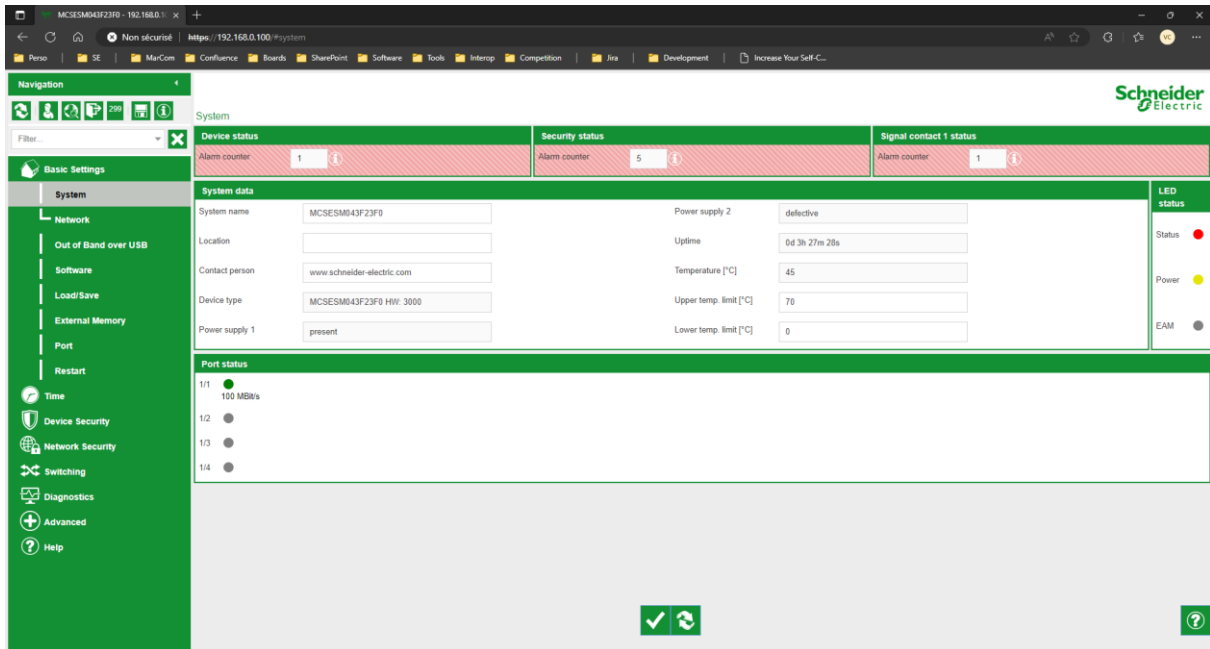 MCSESM043F23F0 - 192.168.0.1
Non sécurisé https://192.168.0.100/#system
Perso SE MarCom Confluence Boards SharePoint Software Tools Interop Competition Jira Development Increase Your Self-C...
Navigation
299
Filter...
Basic Settings
System
Network
Out of Band over USB
Software
Load/Save
External Memory
Port
Restart
Time
Device Security
Network Security
Switching
Diagnostics
Advanced
Help
Schneider
Electric
System
Device status
Alarm counter 1
Security status
Alarm counter 5
Signal contact 1 status
Alarm counter 1
System data
System name MCSESM043F23F0
Location
Contact person www.schneider-electric.com
Device type MCSESM043F23F0 HW: 3000
Power supply 1 present
Power supply 2 defective
Uptime 0d 3h 27m 28s
Temperature [°C] 45
Upper temp. limit [°C] 70
Lower temp. limit [°C] 0
LED
status
Status
Power
EAM
Port status
1/1
100 MBit/s
1/2
1/3
1/4